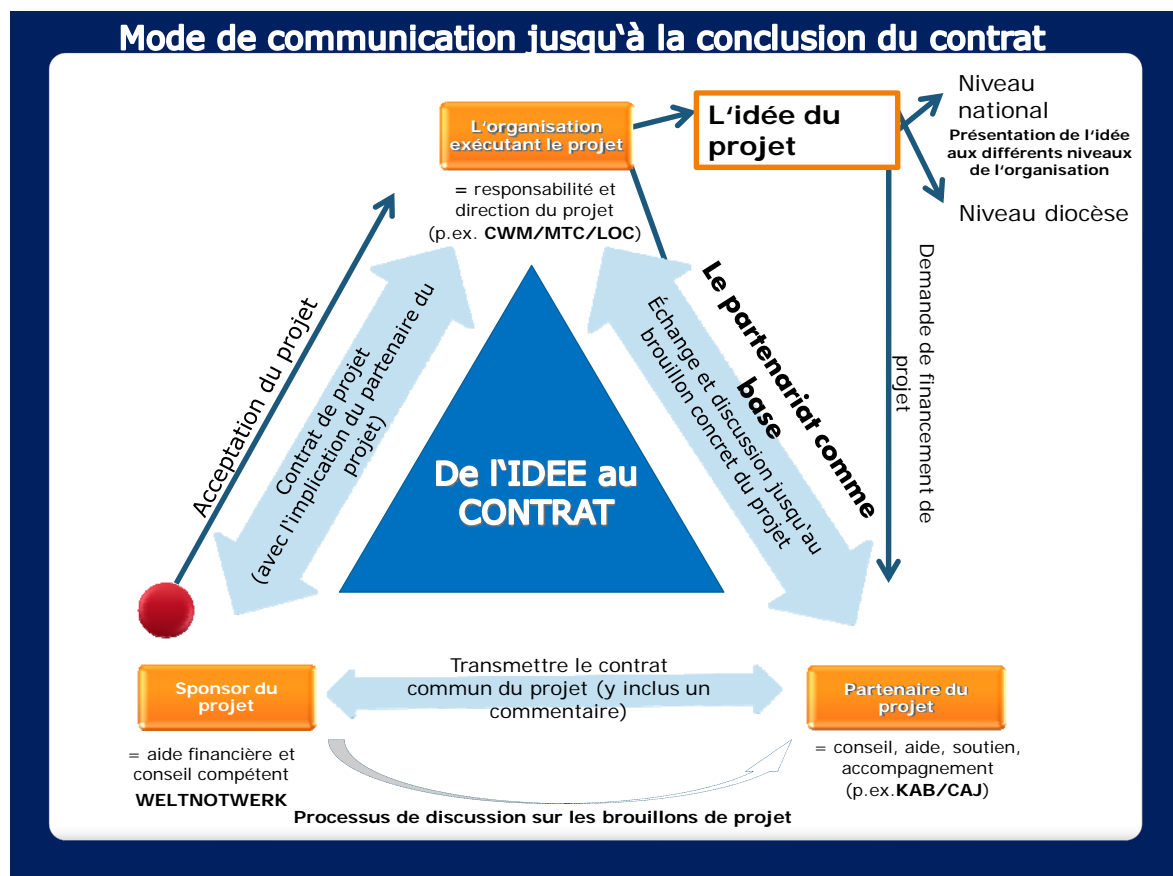 Mode de communication jusqu‘à la conclusion du contrat
L‘organisation
exécutant le projet
= responsabilité et
direction du projet
(p.ex. CWM/MTC/LOC)
L‘idée du
projet
Niveau
national
Présentation de l‘idée
aux différents niveaux
de l‘organisation
Niveau diocèse
Demande de financement de
projet
Le partenariat comme
base
Échange et discussion jusqu‘au
brouillon concret du projet
Acceptation du projet
Contrat de projet
(avec l‘implication du partenaire du
projet)
De l‘IDEE au
CONTRAT
Sponsor du
projet
= aide financière et
conseil compétent
WELTNOTWERK
Transmettre le contrat
commun du projet (y inclus un
commentaire)
Partenaire du
projet
= conseil, aide, soutien,
accompagnement
(p.ex.KAB/CAJ)
Processus de discussion sur les brouillons de projet